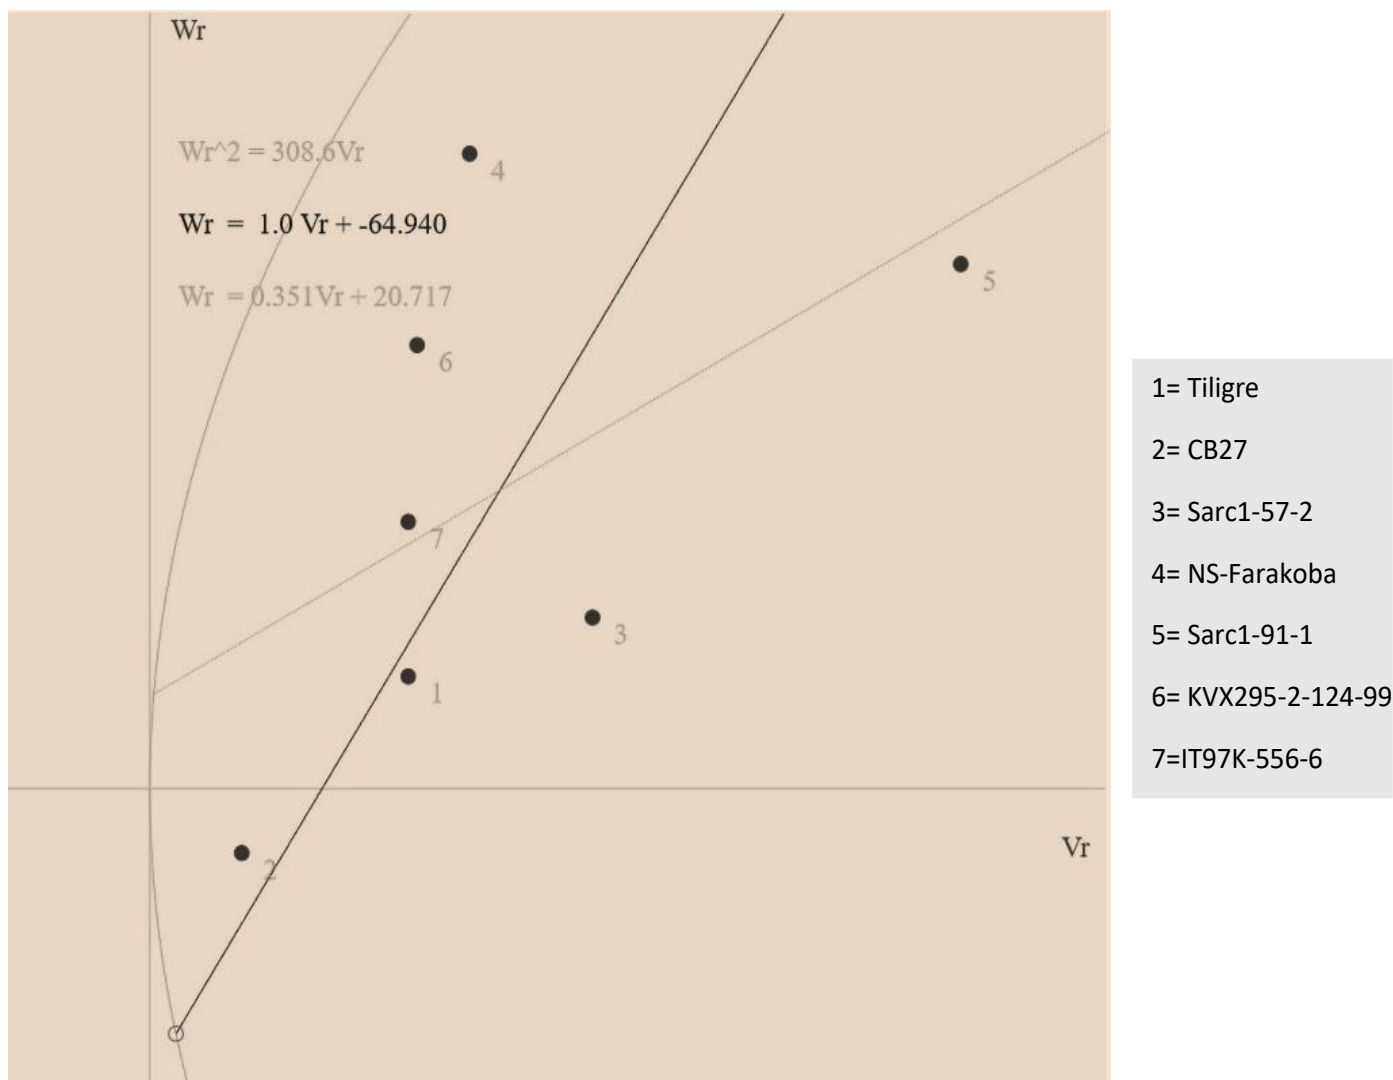 Wr
Wr^2 = 308.6Vr
4
Wr = 1.0 Vr + -64.940
5
Wr = 0.351Vr + 20.717
6
7
3
1
Vr
2
1= Tiligre
2= CB27
3= Sarc1-57-2
4= NS-Farakoba
5= Sarc1-91-1
6= KVX295-2-124-99
7=IT97K-556-6